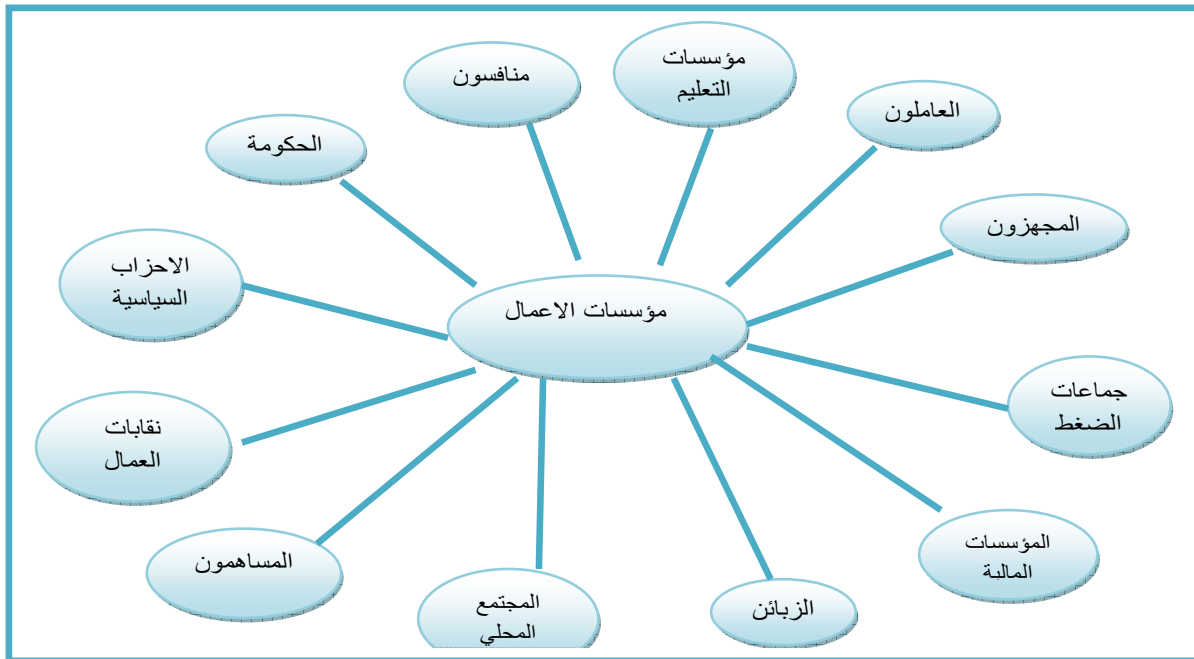 مؤسسات
التعليم
منافسون
العاملون
الحكومة
المجهزون
الاحزاب
السياسية
مؤسسات الاعمال
جماعات
الضغط
نقابات
العمال
المؤسسات
المالية
المساهمون
المجتمع
المحلي
الزبائن